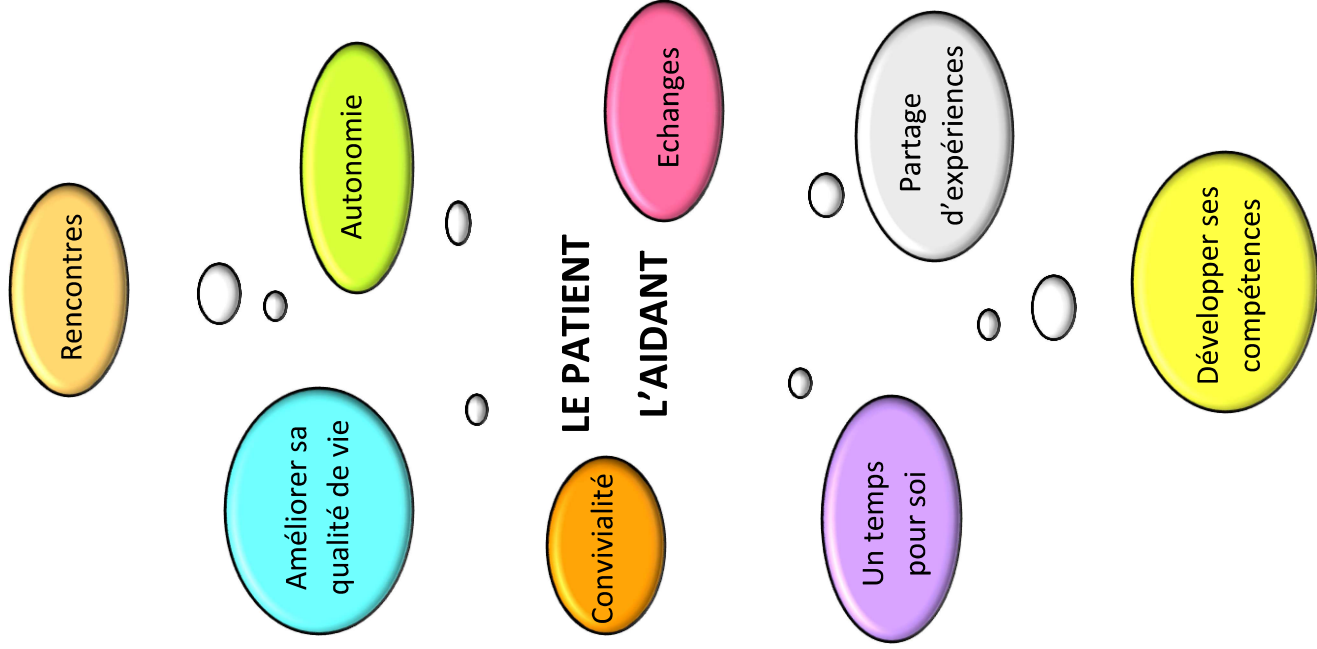 Rencontres
Améliorer sa
qualité de vie
Autonomie
Convivialité
LE PATIENT
L’AIDANT
Echanges
Un temps
pour soi
Partage
d’expériences
Développer ses
compétences